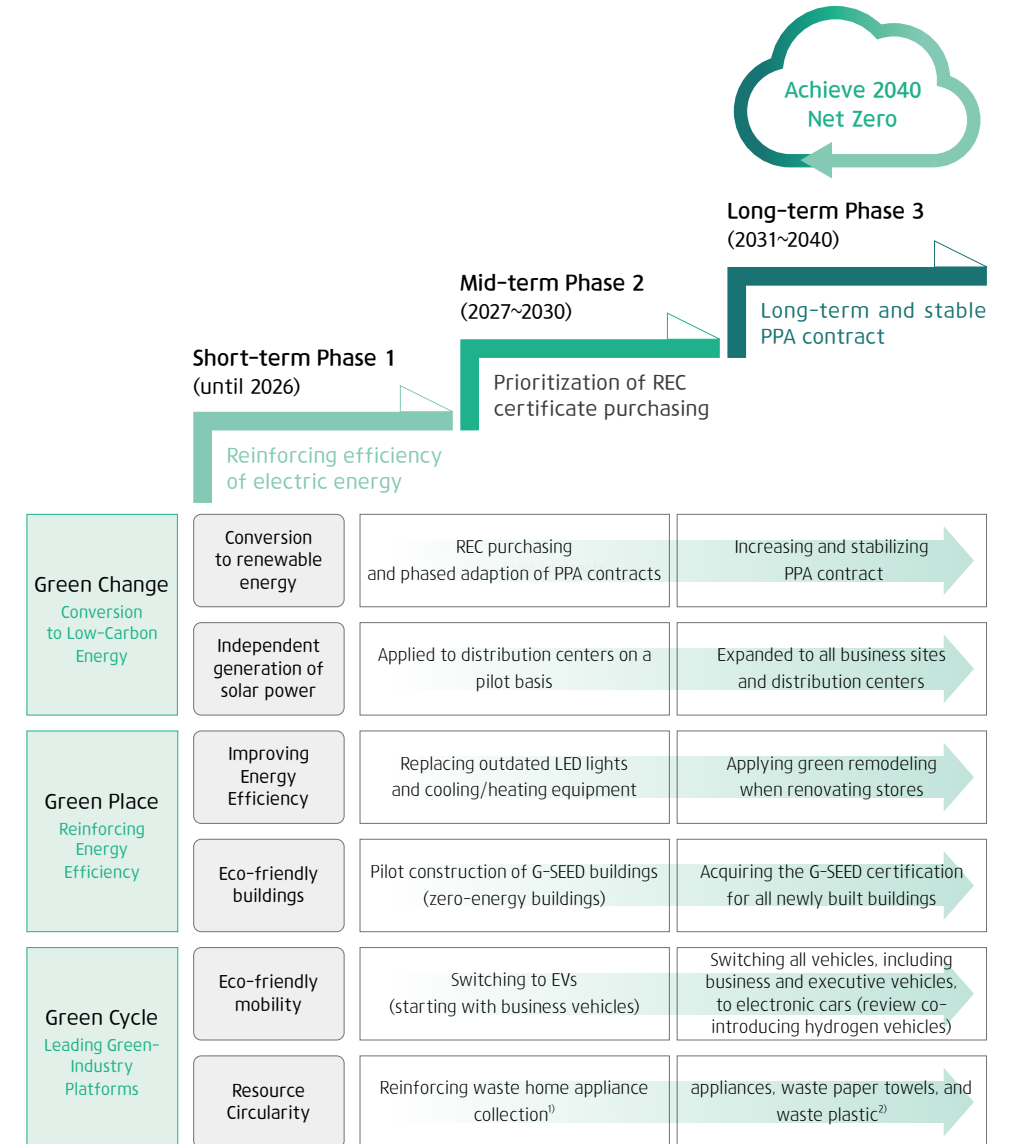 Achieve 2040
Net Zero
Long-term Phase 3
(2031~2040)
Long-term and stable
PPA contract
Mid-term Phase 2
(2027~2030)
Prioritization of REC
certificate purchasing
Short-term Phase 1
(until 2026)
Reinforcing efficiency
of electric energy
Green Change
Conversion
to Low-Carbon
Energy
Conversion
to renewable
energy
REC purchasing
and phased adaption of PPA contracts
Increasing and stabilizing
PPA contract
Independent
generation of
solar power
Applied to distribution centers on a
pilot basis
Expanded to all business sites
and distribution centers
Green Place
Reinforcing
Energy
Efficiency
Improving
Energy
Efficiency
Replacing outdated LED lights
and cooling/heating equipment
Applying green remodeling
when renovating stores
Eco-friendly
buildings
Pilot construction of G-SEED buildings
(zero-energy buildings)
Acquiring the G-SEED certification
for all newly built buildings
Green Cycle
Leading Green-
Industry
Platforms
Eco-friendly
mobility
Switching to EVs
(starting with business vehicles)
Switching all vehicles, including
business and executive vehicles,
to electronic cars (review co-
introducing hydrogen vehicles)
Resource
Circularity
Reinforcing waste home appliance
collection1)
appliances, waste paper towels, and
waste plastic2)